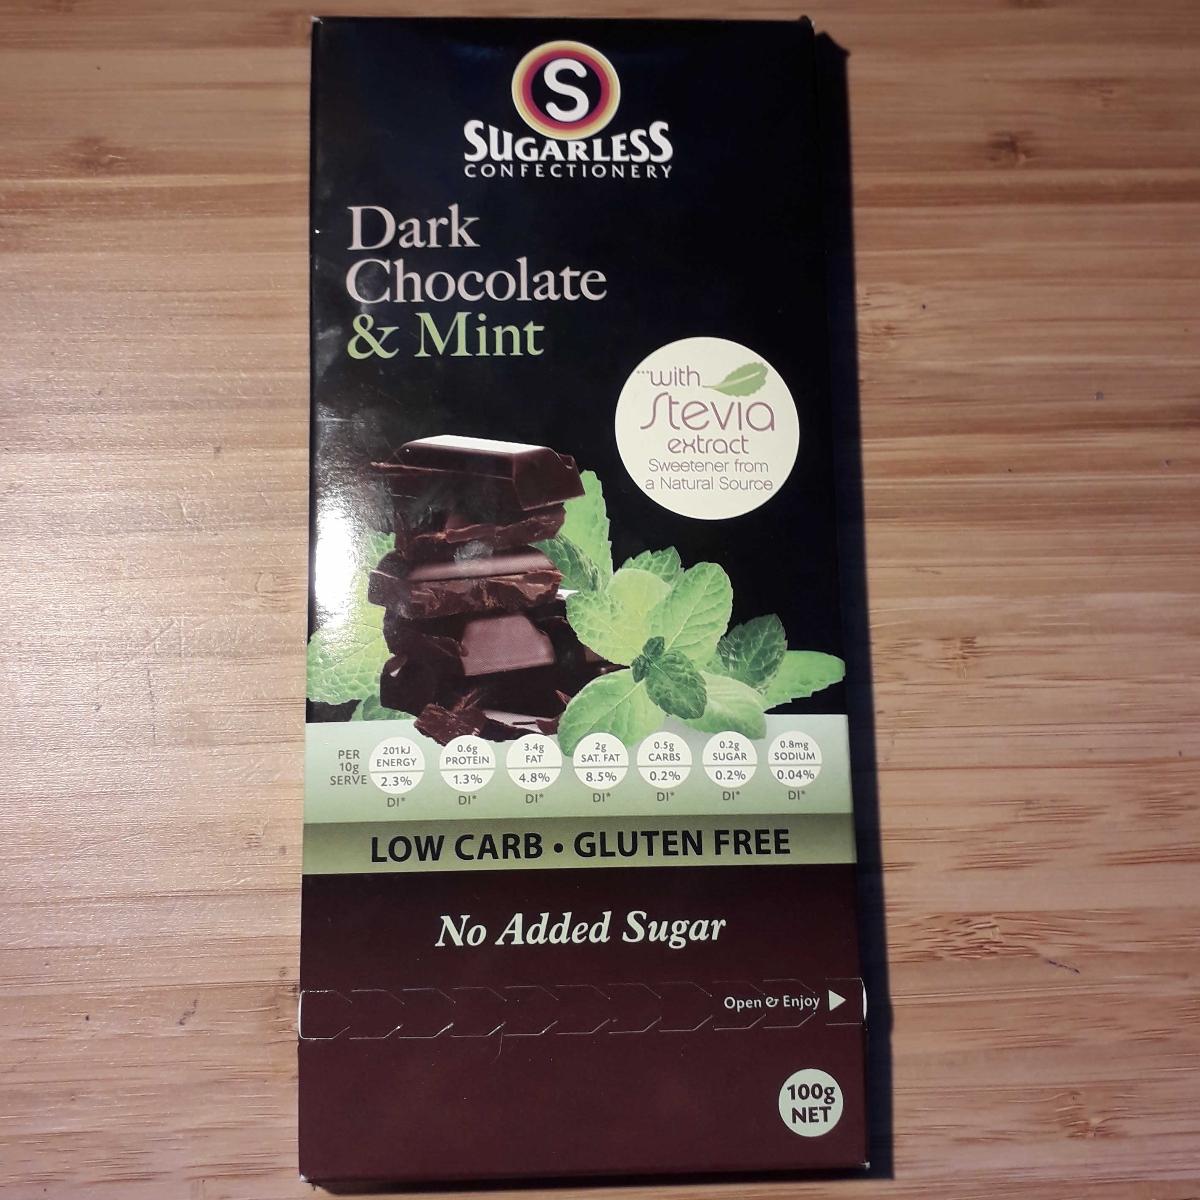 S
SUGARLESS
CONFECTIONERY
Dark
Chocolate
& Mint
...with
Stevia
extract
Sweetener from
a Natural Source
PER
10g
SERVE
201kJ
ENERGY
2.3%
DI*
0.6g
PROTEIN
1.3%
DI*
3.4g
FAT
4.8%
DI*
2g
SAT. FAT
8.5%
DI*
0.5g
CARBS
0.2%
DI*
0.2g
SUGAR
0.2%
DI*
0.8mg
SODIUM
0.04%
DI*
LOW CARB • GLUTEN FREE
No Added Sugar
Open & Enjoy
100g
NET